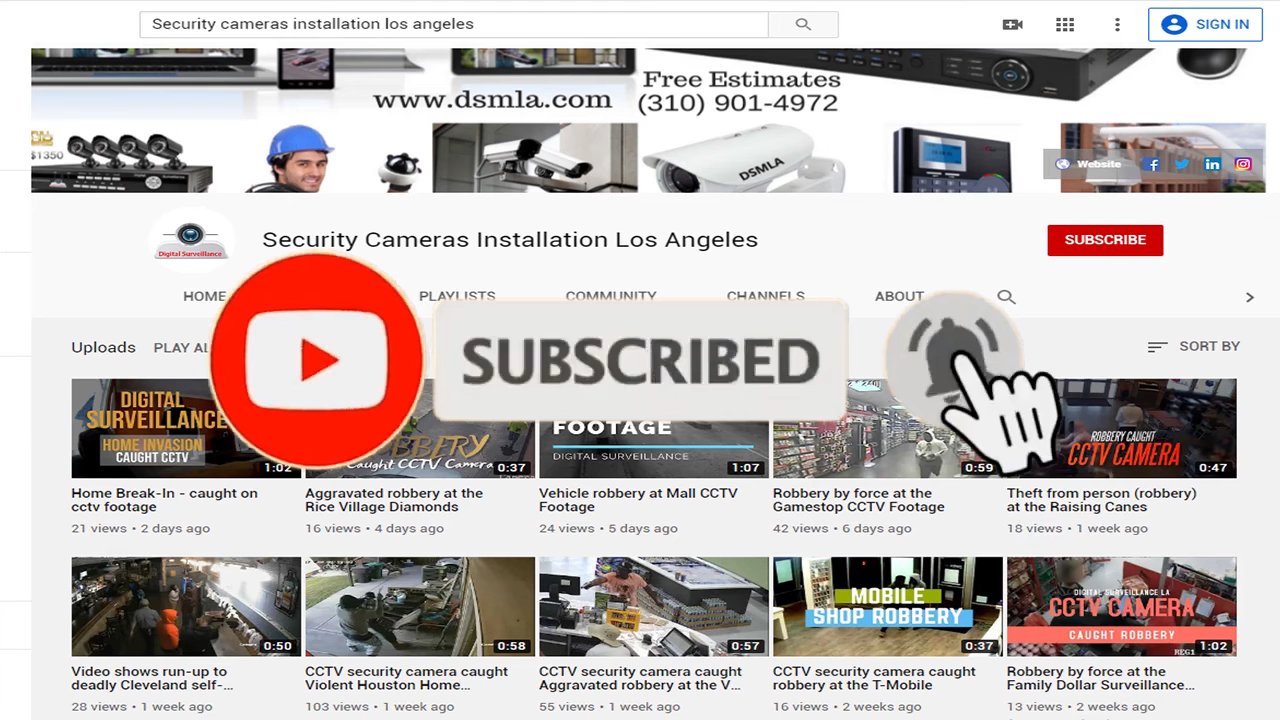 Security cameras installation los angeles
SIGN IN
Free Estimates
www.dsmla.com
(310) 901-4972
$1350
DSMLA
Website
Digital Surveillance
Security Cameras Installation Los Angeles
SUBSCRIBE
HOME
PLAYLISTS
COMMUNITY
CHANNELS
ABOUT
Uploads
PLAY AL
SORT BY
SUBSCRIBED
DIGITAL
SURVEILLANCE
HOME INVASION
CAUGHT CCTV
1:02
ROBBERY
Caught CCTV Camera
0:37
FOOTAGE
DIGITAL SURVEILLANCE
1:07
0:59
ROBBERY CAUGHT
CCTV CAMERA
0:47
Home Break-In - caught on
cctv footage
21 views • 2 days ago
Aggravated robbery at the
Rice Village Diamonds
16 views • 4 days ago
Vehicle robbery at Mall CCTV
Footage
24 views • 5 days ago
Robbery by force at the
Gamestop CCTV Footage
42 views • 6 days ago
Theft from person (robbery)
at the Raising Canes
18 views • 1 week ago
0:50
0:58
0:57
MOBILE
SHOP ROBBERY
0:37
DIGITAL SURVEILLANCE LA
CCTV CAMERA
CAUGHT ROBBERY
REG1
1:02
Video shows run-up to
deadly Cleveland self-...
28 views • 1 week ago
CCTV security camera caught
Violent Houston Home...
103 views • 1 week ago
CCTV security camera caught
Aggravated robbery at the V...
55 views • 1 week ago
CCTV security camera caught
robbery at the T-Mobile
16 views • 2 weeks ago
Robbery by force at the
Family Dollar Surveillance...
13 views • 2 weeks ago